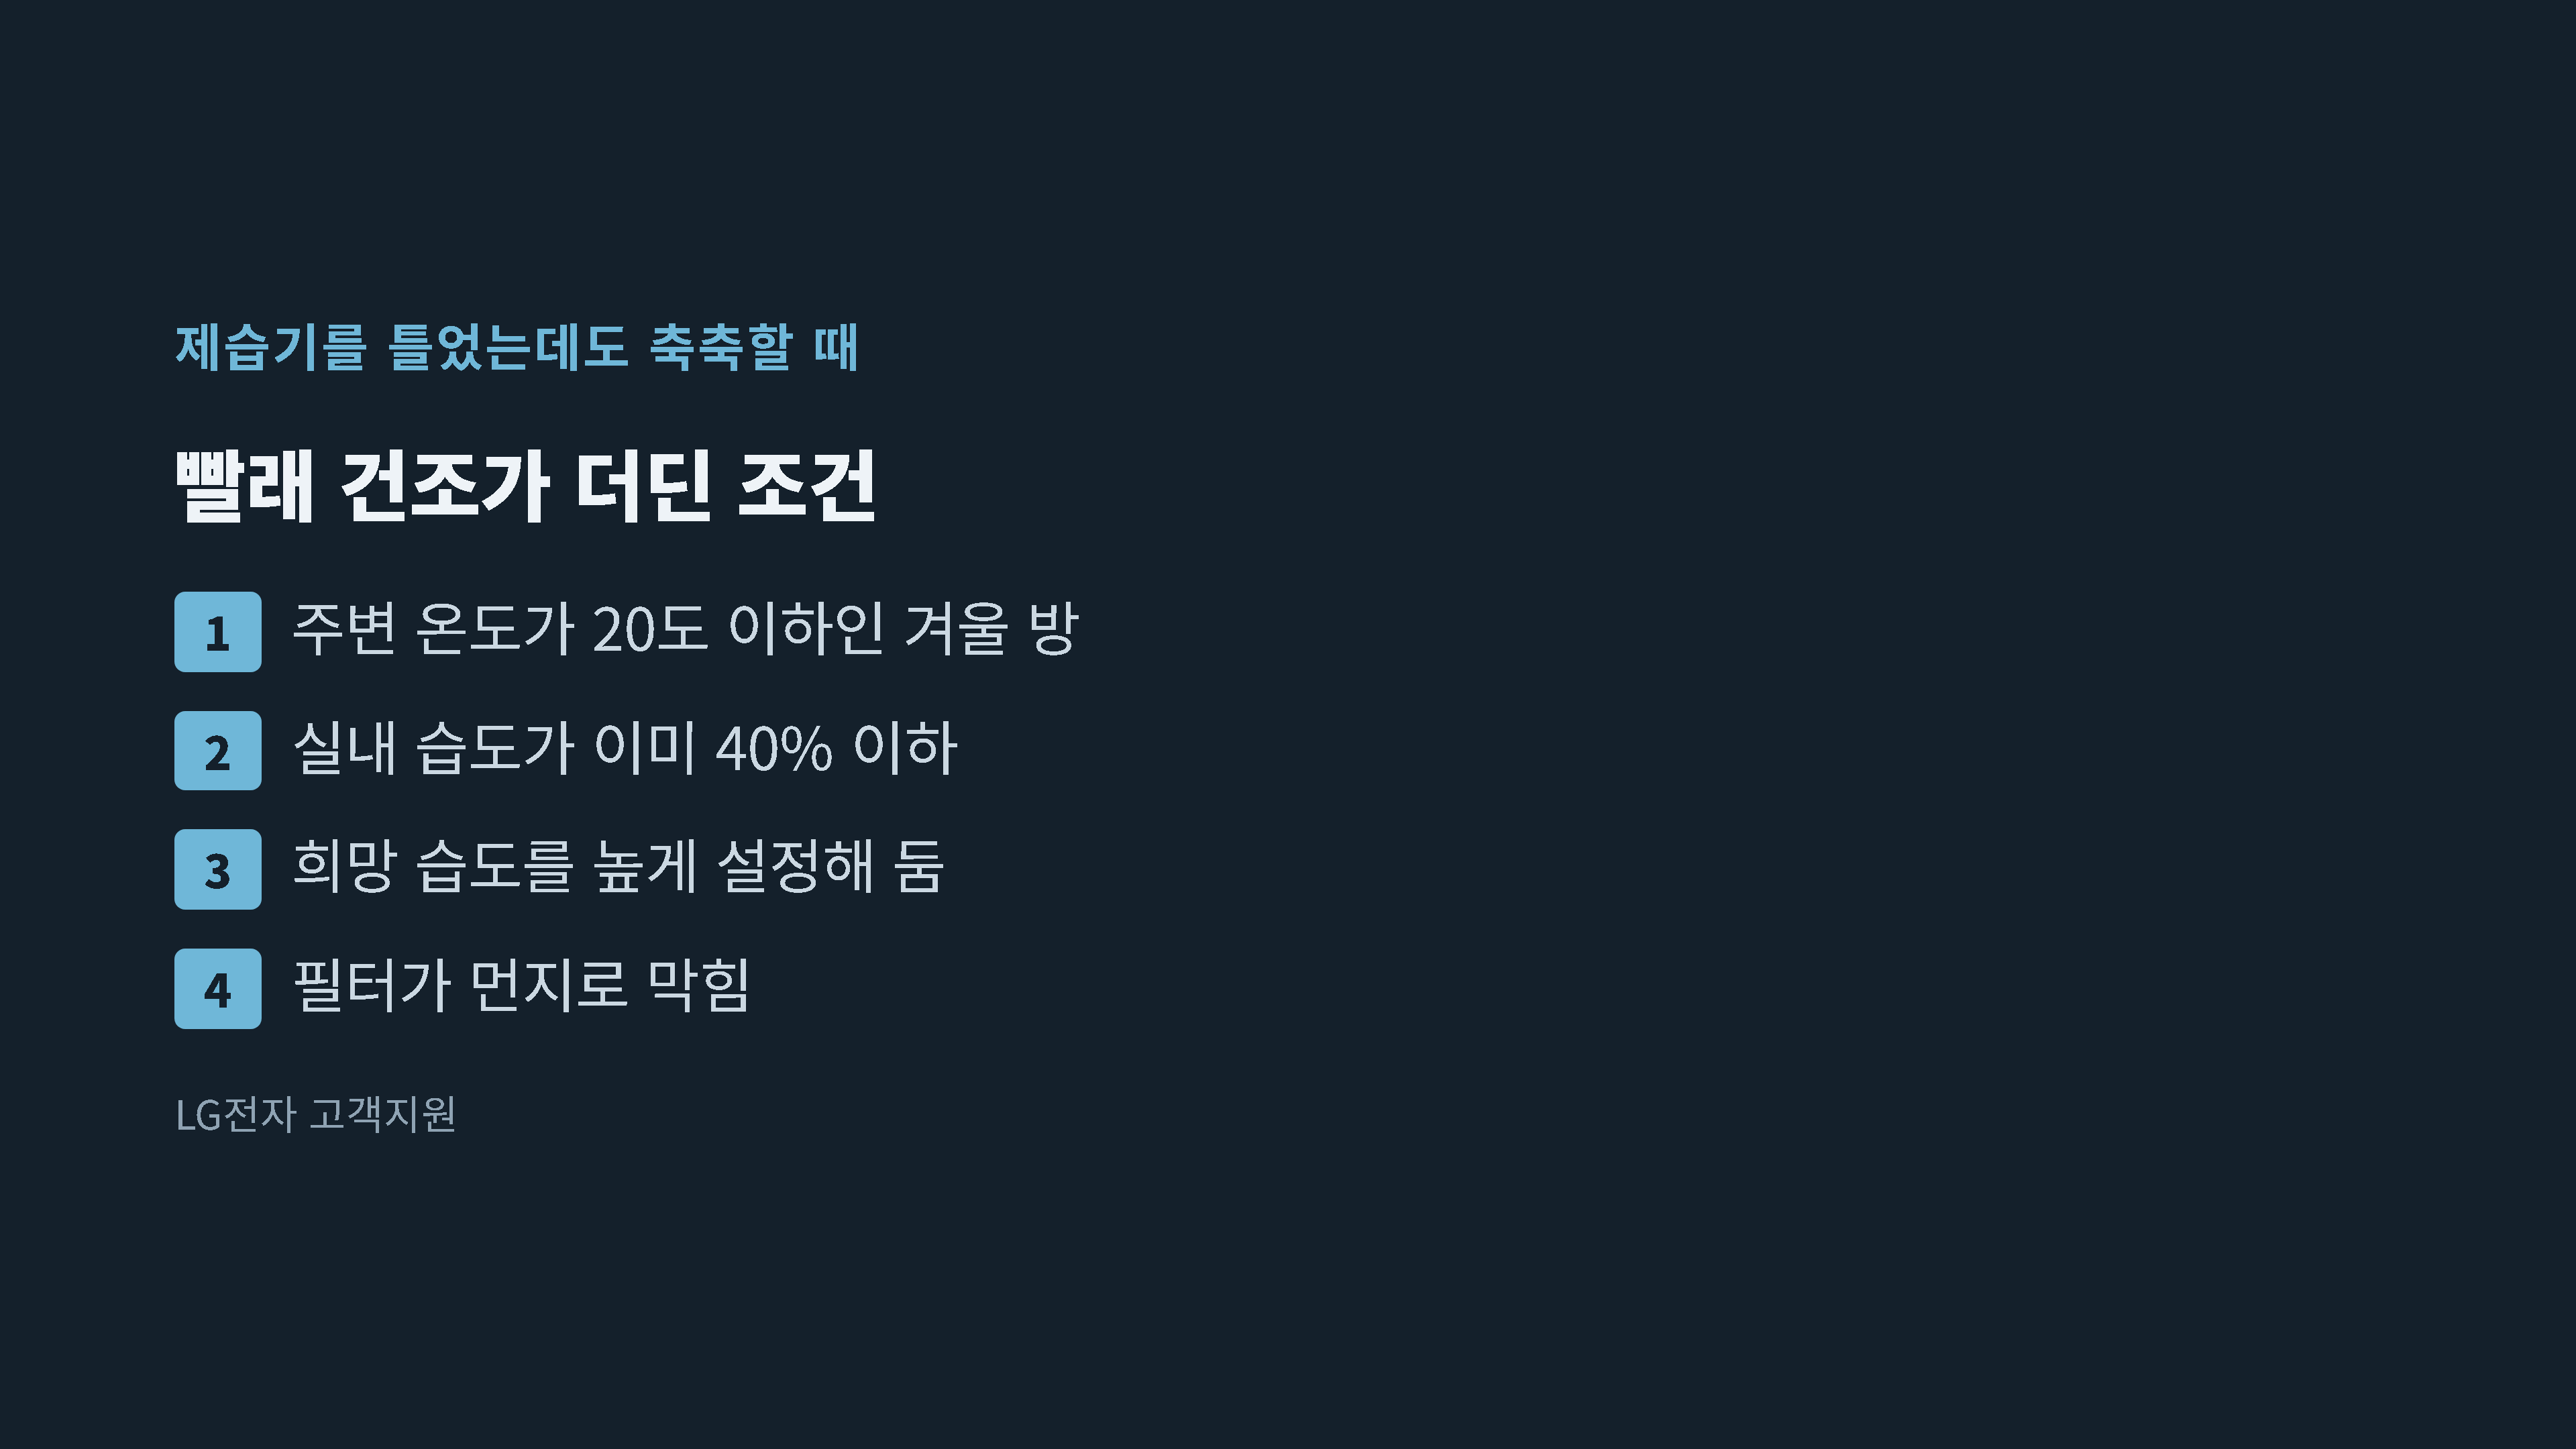 제습기를 틀었는데도 축축할 때
빨래 건조가 더딘 조건
1 주변 온도가 20도 이하인 겨울 방
2 실내 습도가 이미 40% 이하
3 희망 습도를 높게 설정해 둠
4 필터가 먼지로 막힘
LG전자 고객지원